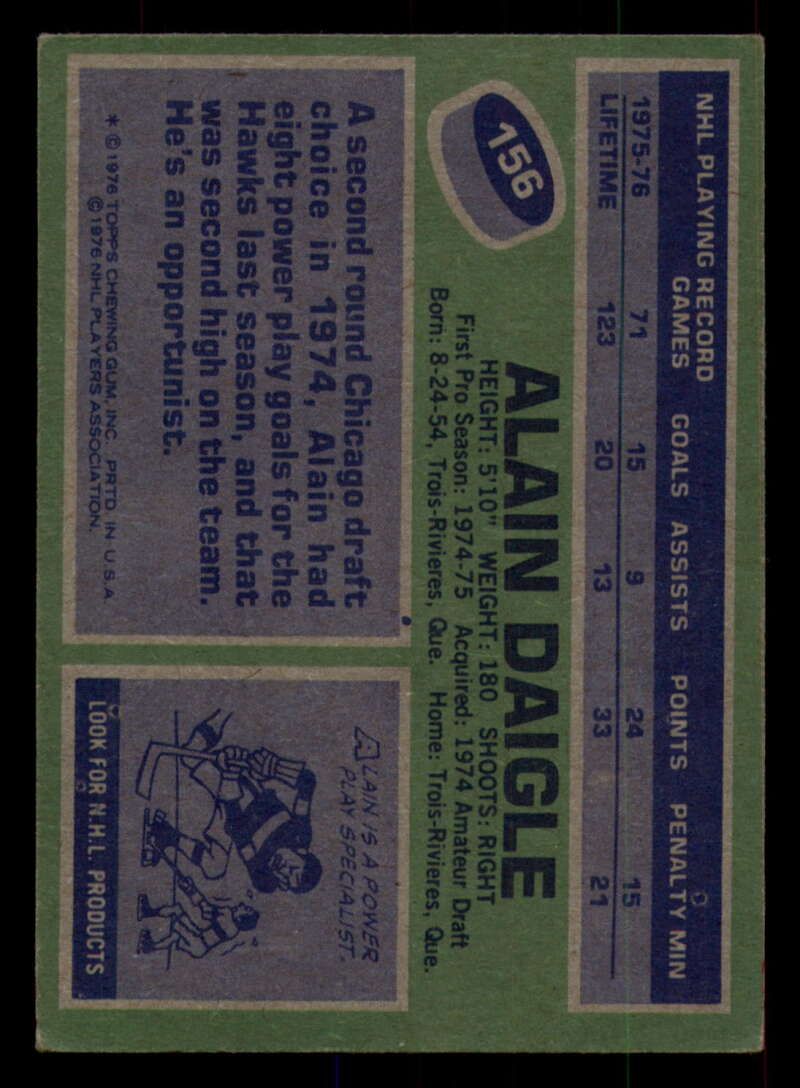 NHL PLAYING RECORD
GAMES GOALS ASSISTS POINTS PENALTY MIN
1975-76 71 15 9 24 15
LIFETIME 123 20 13 33 21
156
ALAIN DAIGLE
HEIGHT: 5'10" WEIGHT: 180 SHOOTS: RIGHT
First Pro Season: 1974-75 Acquired: 1974 Amateur Draft
Born: 8-24-54, Trois-Rivieres, Que. Home: Trois-Rivieres, Que.
A second round Chicago draft
choice in 1974, Alain had
eight power play goals for the
Hawks last season, and that
was second high on the team.
He's an opportunist.
* © 1976 TOPPS CHEWING GUM, INC. PRTD. IN U.S.A.
© 1976 NHL PLAYERS ASSOCIATION.
ALAIN IS A POWER
PLAY SPECIALIST.
LOOK FOR N.H.L. PRODUCTS